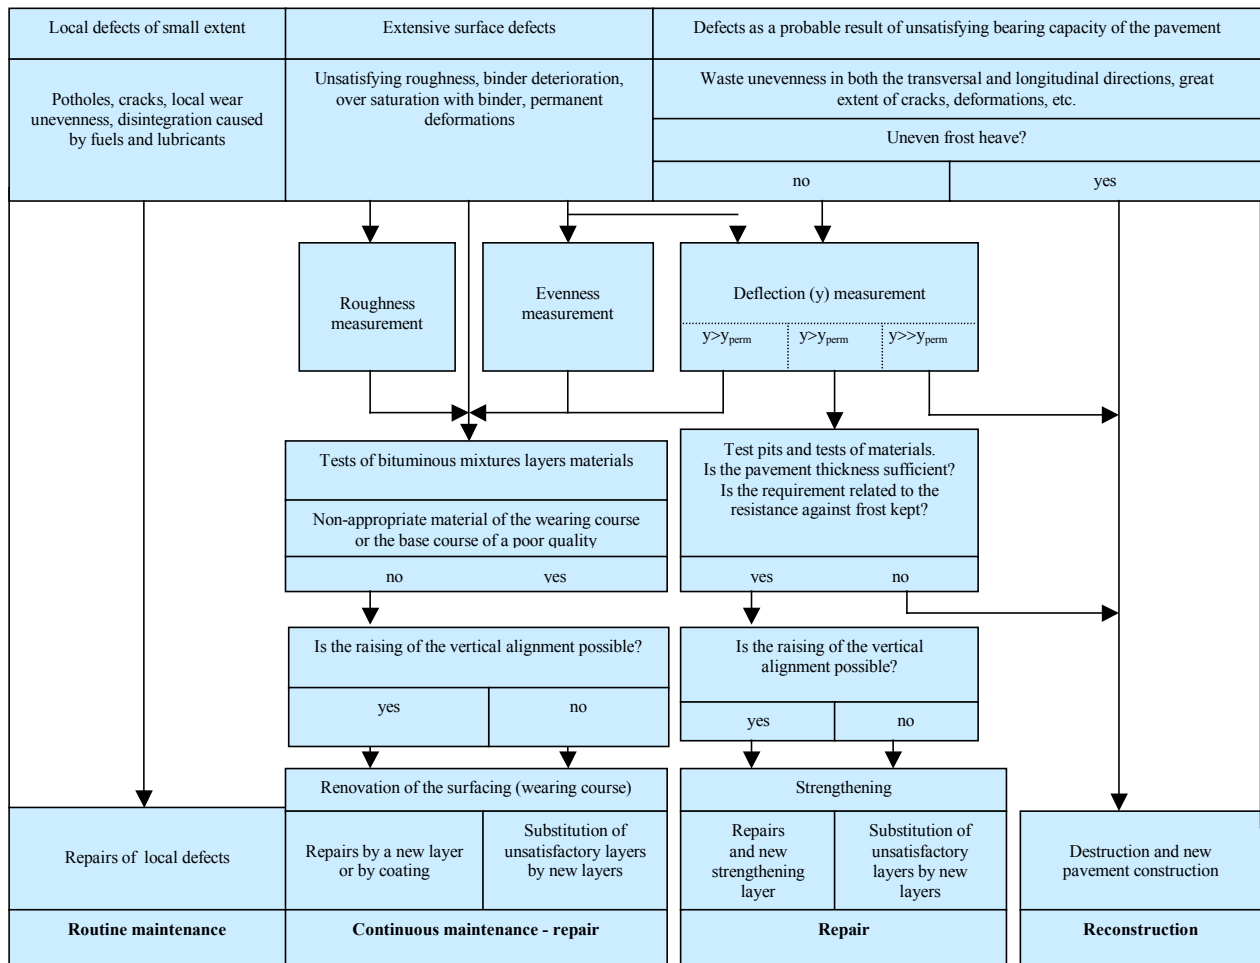 Local defects of small extent
Extensive surface defects
Defects as a probable result of unsatisfying bearing capacity of the pavement
Potholes, cracks, local wear
unevenness, disintegration caused
by fuels and lubricants
Unsatisfying roughness, binder deterioration,
over saturation with binder, permanent
deformations
Waste unevenness in both the transversal and longitudinal directions, great
extent of cracks, deformations, etc.
Uneven frost heave?
no
yes
Roughness
measurement
Evenness
measurement
Deflection (y) measurement
y>yperm
y>yperm
y>>yperm
Tests of bituminous mixtures layers materials
Non-appropriate material of the wearing course
or the base course of a poor quality
no
yes
Test pits and tests of materials.
Is the pavement thickness sufficient?
Is the requirement related to the
resistance against frost kept?
yes
no
Is the raising of the vertical alignment possible?
yes
no
Is the raising of the vertical
alignment possible?
yes
no
Renovation of the surfacing (wearing course)
Strengthening
Repairs of local defects
Repairs by a new layer
or by coating
Substitution of
unsatisfactory layers
by new layers
Repairs
and new
strengthening
layer
Substitution of
unsatisfactory
layers by new
layers
Destruction and new
pavement construction
Routine maintenance
Continuous maintenance - repair
Repair
Reconstruction